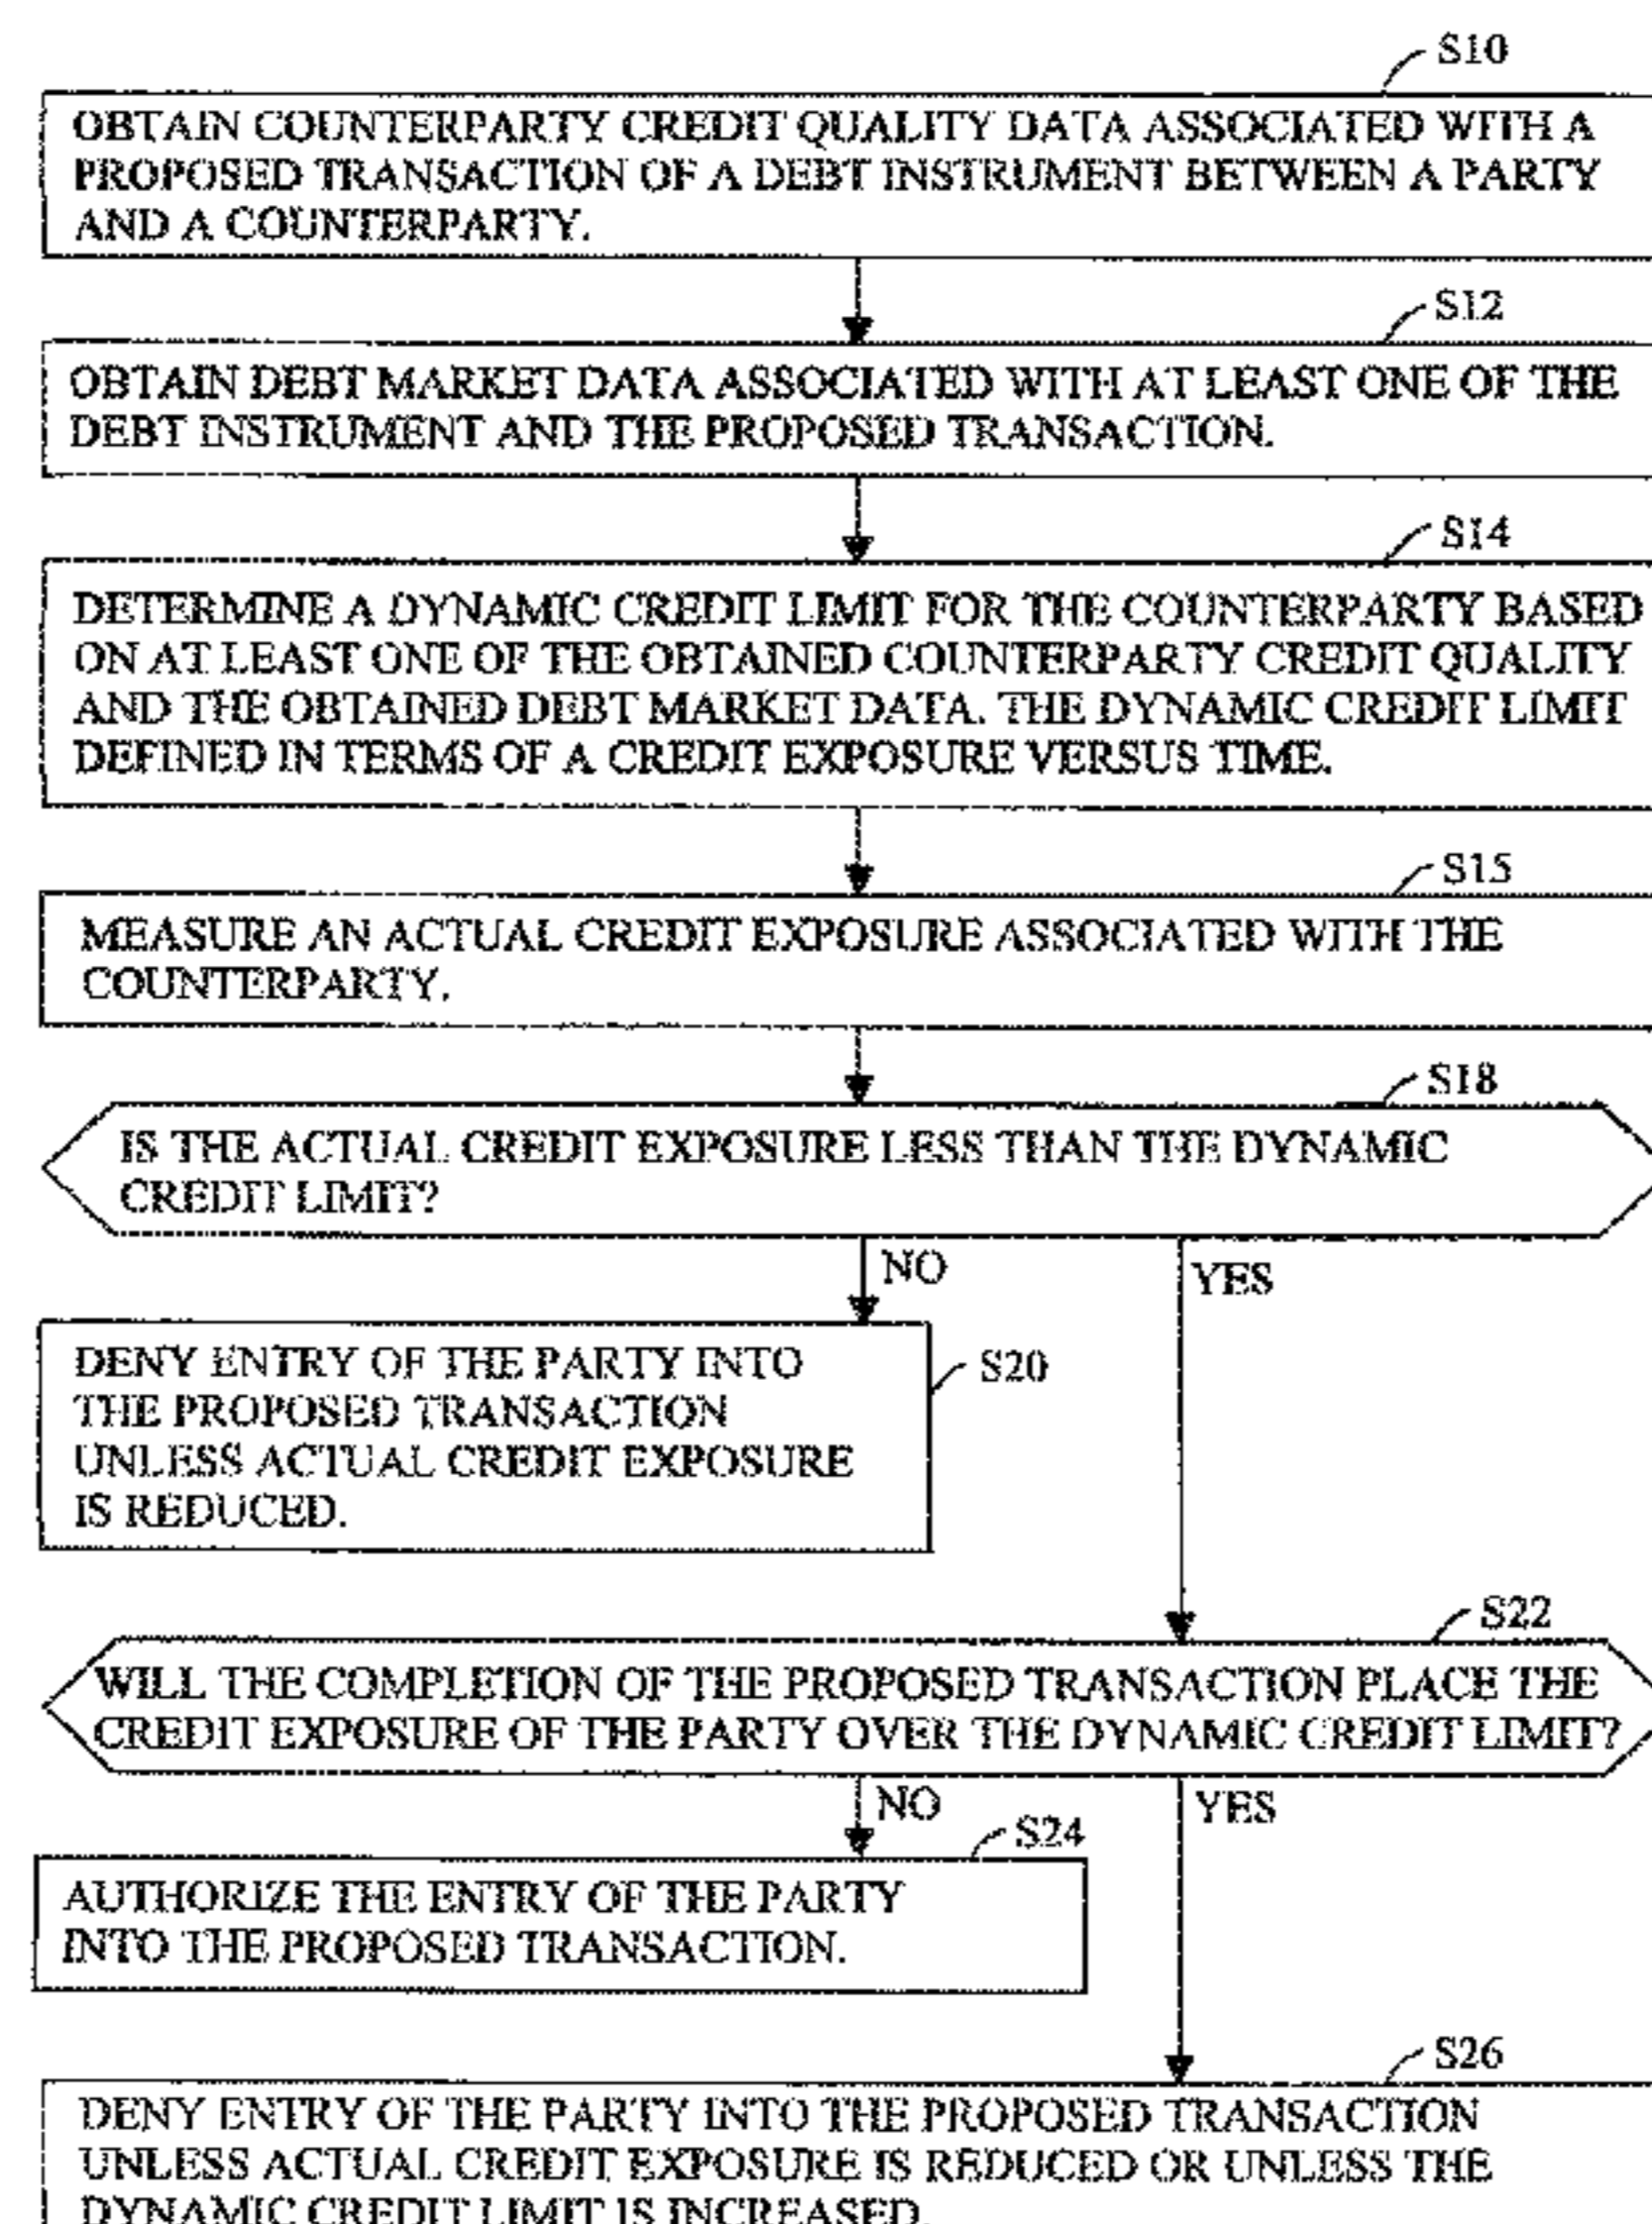 S10
OBTAIN COUNTERPARTY CREDIT QUALITY DATA ASSOCIATED WITH A
PROPOSED TRANSACTION OF A DEBT INSTRUMENT BETWEEN A PARTY
AND A COUNTERPARTY.
S12
OBTAIN DEBT MARKET DATA ASSOCIATED WITH AT LEAST ONE OF THE
DEBT INSTRUMENT AND THE PROPOSED TRANSACTION.
S14
DETERMINE A DYNAMIC CREDIT LIMIT FOR THE COUNTERPARTY BASED
ON AT LEAST ONE OF THE OBTAINED COUNTERPARTY CREDIT QUALITY
AND THE OBTAINED DEBT MARKET DATA. THE DYNAMIC CREDIT LIMIT
DEFINED IN TERMS OF A CREDIT EXPOSURE VERSUS TIME.
S15
MEASURE AN ACTUAL CREDIT EXPOSURE ASSOCIATED WITH THE
COUNTERPARTY.
S18
IS THE ACTUAL CREDIT EXPOSURE LESS THAN THE DYNAMIC
CREDIT LIMIT?
NO
YES
DENY ENTRY OF THE PARTY INTO
THE PROPOSED TRANSACTION
UNLESS ACTUAL CREDIT EXPOSURE
IS REDUCED.
S20
S22
WILL THE COMPLETION OF THE PROPOSED TRANSACTION PLACE THE
CREDIT EXPOSURE OF THE PARTY OVER THE DYNAMIC CREDIT LIMIT?
NO
YES
S24
AUTHORIZE THE ENTRY OF THE PARTY
INTO THE PROPOSED TRANSACTION.
S26
DENY ENTRY OF THE PARTY INTO THE PROPOSED TRANSACTION
UNLESS ACTUAL CREDIT EXPOSURE IS REDUCED OR UNLESS THE
DYNAMIC CREDIT LIMIT IS INCREASED.